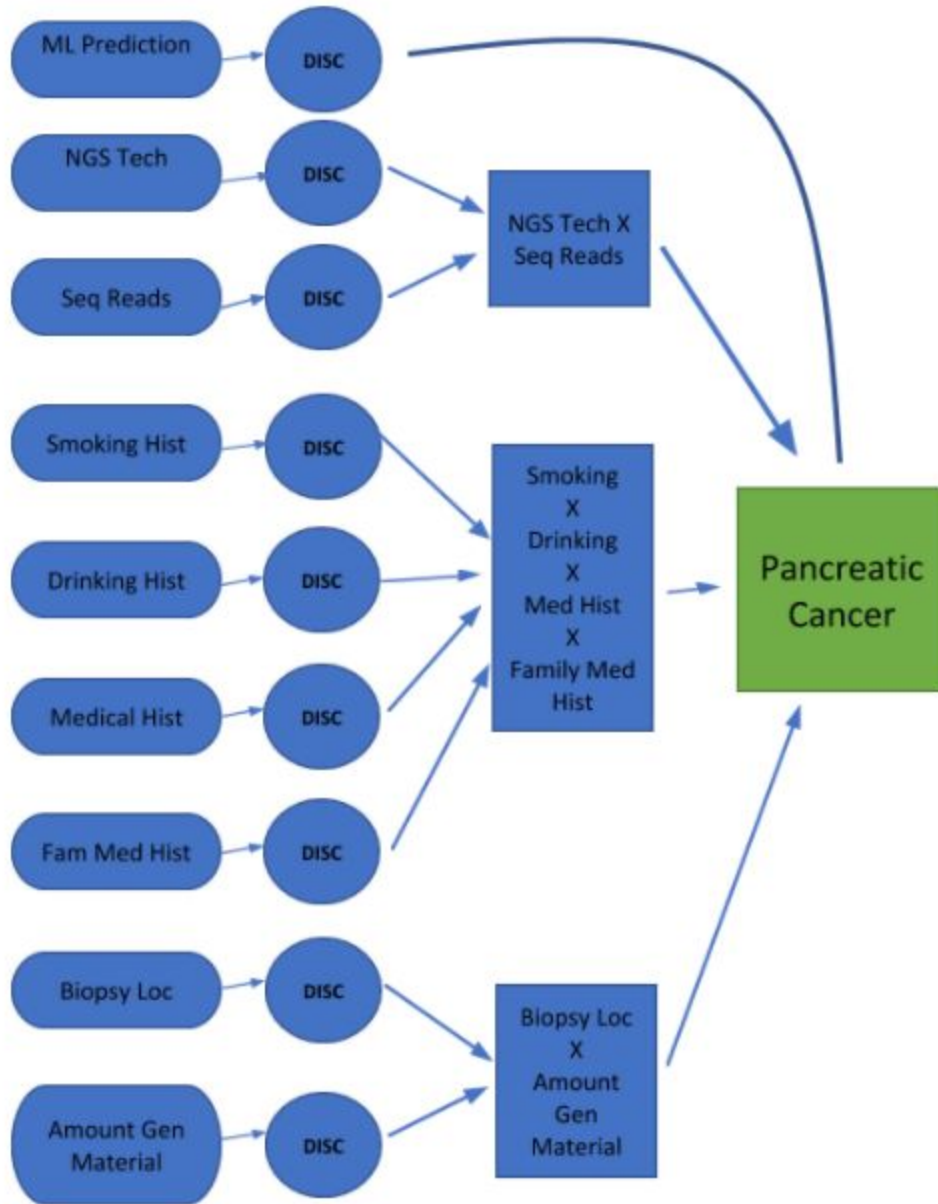 ML Prediction
DISC
NGS Tech
DISC
Seq Reads
DISC
NGS Tech X
Seq Reads
Smoking Hist
DISC
Drinking Hist
DISC
Medical Hist
DISC
Fam Med Hist
DISC
Smoking
X
Drinking
X
Med Hist
X
Family Med
Hist
Pancreatic
Cancer
Biopsy Loc
DISC
Amount Gen
Material
DISC
Biopsy Loc
X
Amount
Gen
Material